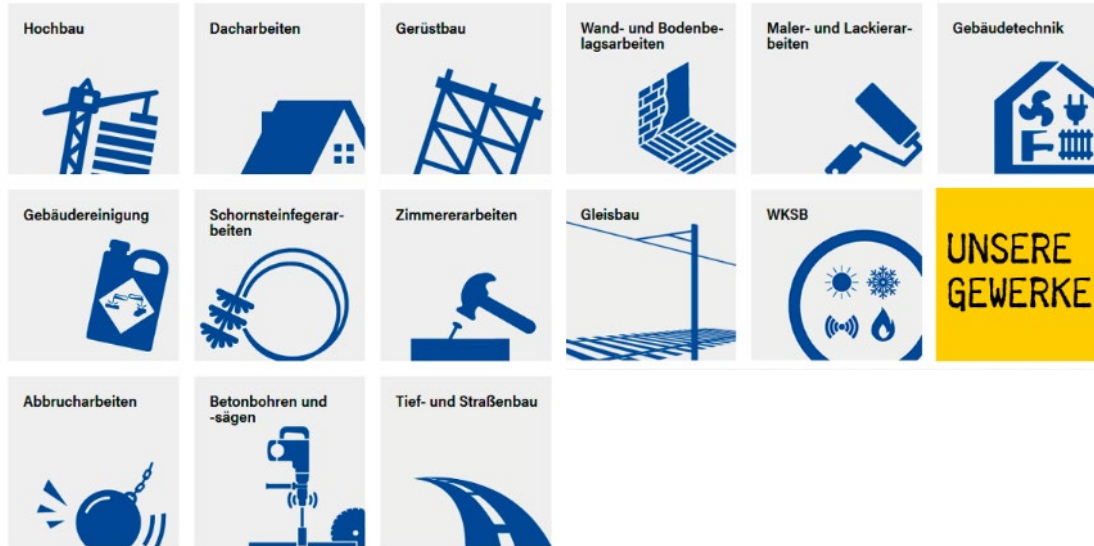 Hochbau
Dacharbeiten
Gerüstbau
Wand- und Bodenbe-
lagsarbeiten
Maler- und Lackierar-
beiten
Gebäudetechnik
Gebäudereinigung
Schornsteinfegerar-
beiten
Zimmererarbeiten
Gleisbau
WKSB
UNSERE
GEWERKE
Abbrucharbeiten
Betonbohren und
-sägen
Tief- und Straßenbau